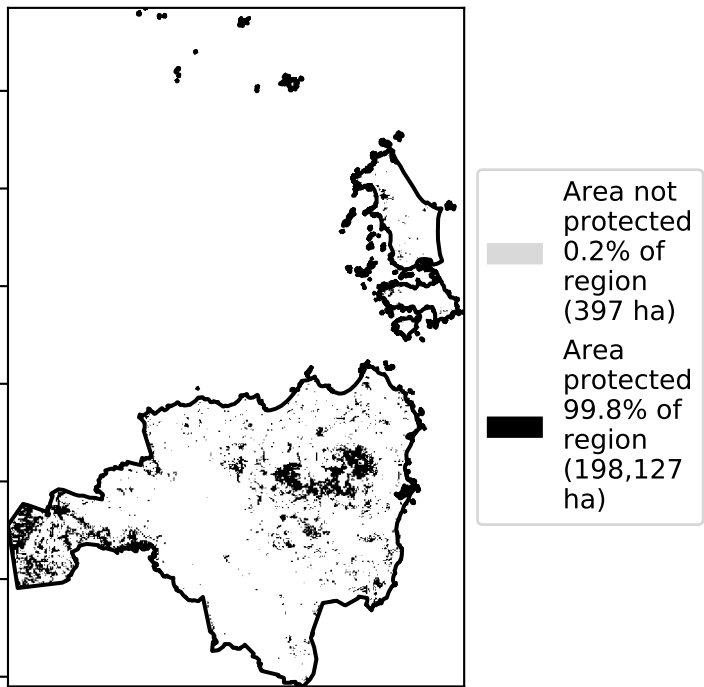 Area not
protected
0.2% of
region
(397 ha)
Area
protected
99.8% of
region
(198,127
ha)